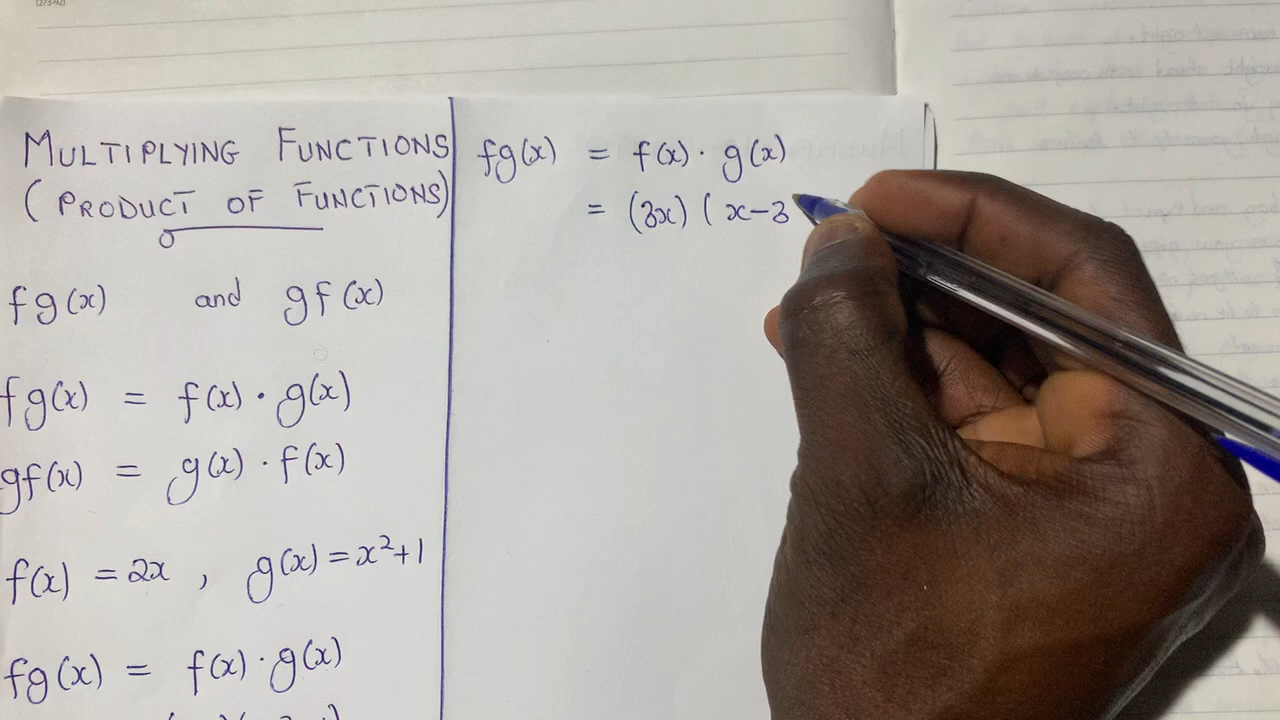 MULTIPLYING FUNCTIONS
(PRODUCT OF FUNCTIONS)
fg(x) and gf(x)
fg(x) = f(x) · g(x)
gf(x) = g(x) · f(x)
f(x) = 2x , g(x) = x²+1
fg(x) = f(x) · g(x)
fg(x) = f(x) · g(x)
= (3x) ( x-3